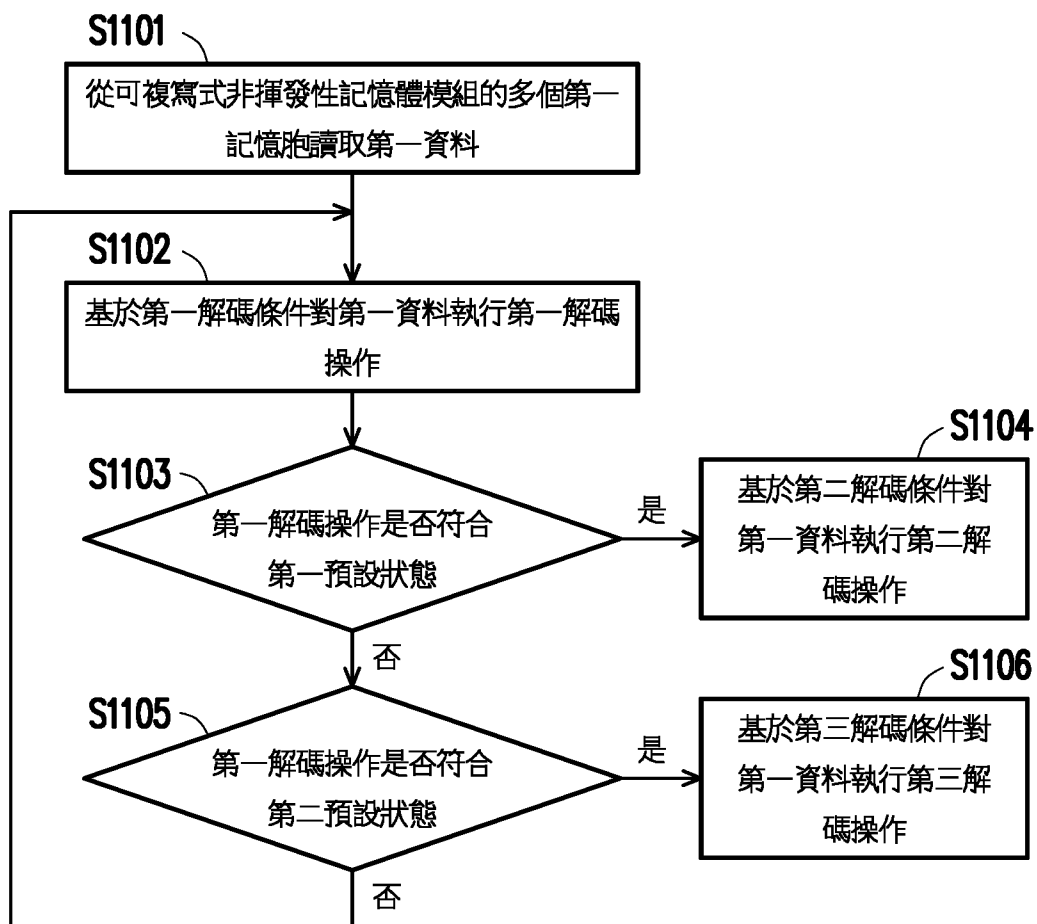 S1101
從可複寫式非揮發性記憶體模組的多個第一
記憶胞讀取第一資料
S1102
基於第一解碼條件對第一資料執行第一解碼
操作
S1103
第一解碼操作是否符合
第一預設狀態
是
S1104
基於第二解碼條件對
第一資料執行第二解
碼操作
否
S1105
第一解碼操作是否符合
第二預設狀態
是
S1106
基於第三解碼條件對
第一資料執行第三解
碼操作
否